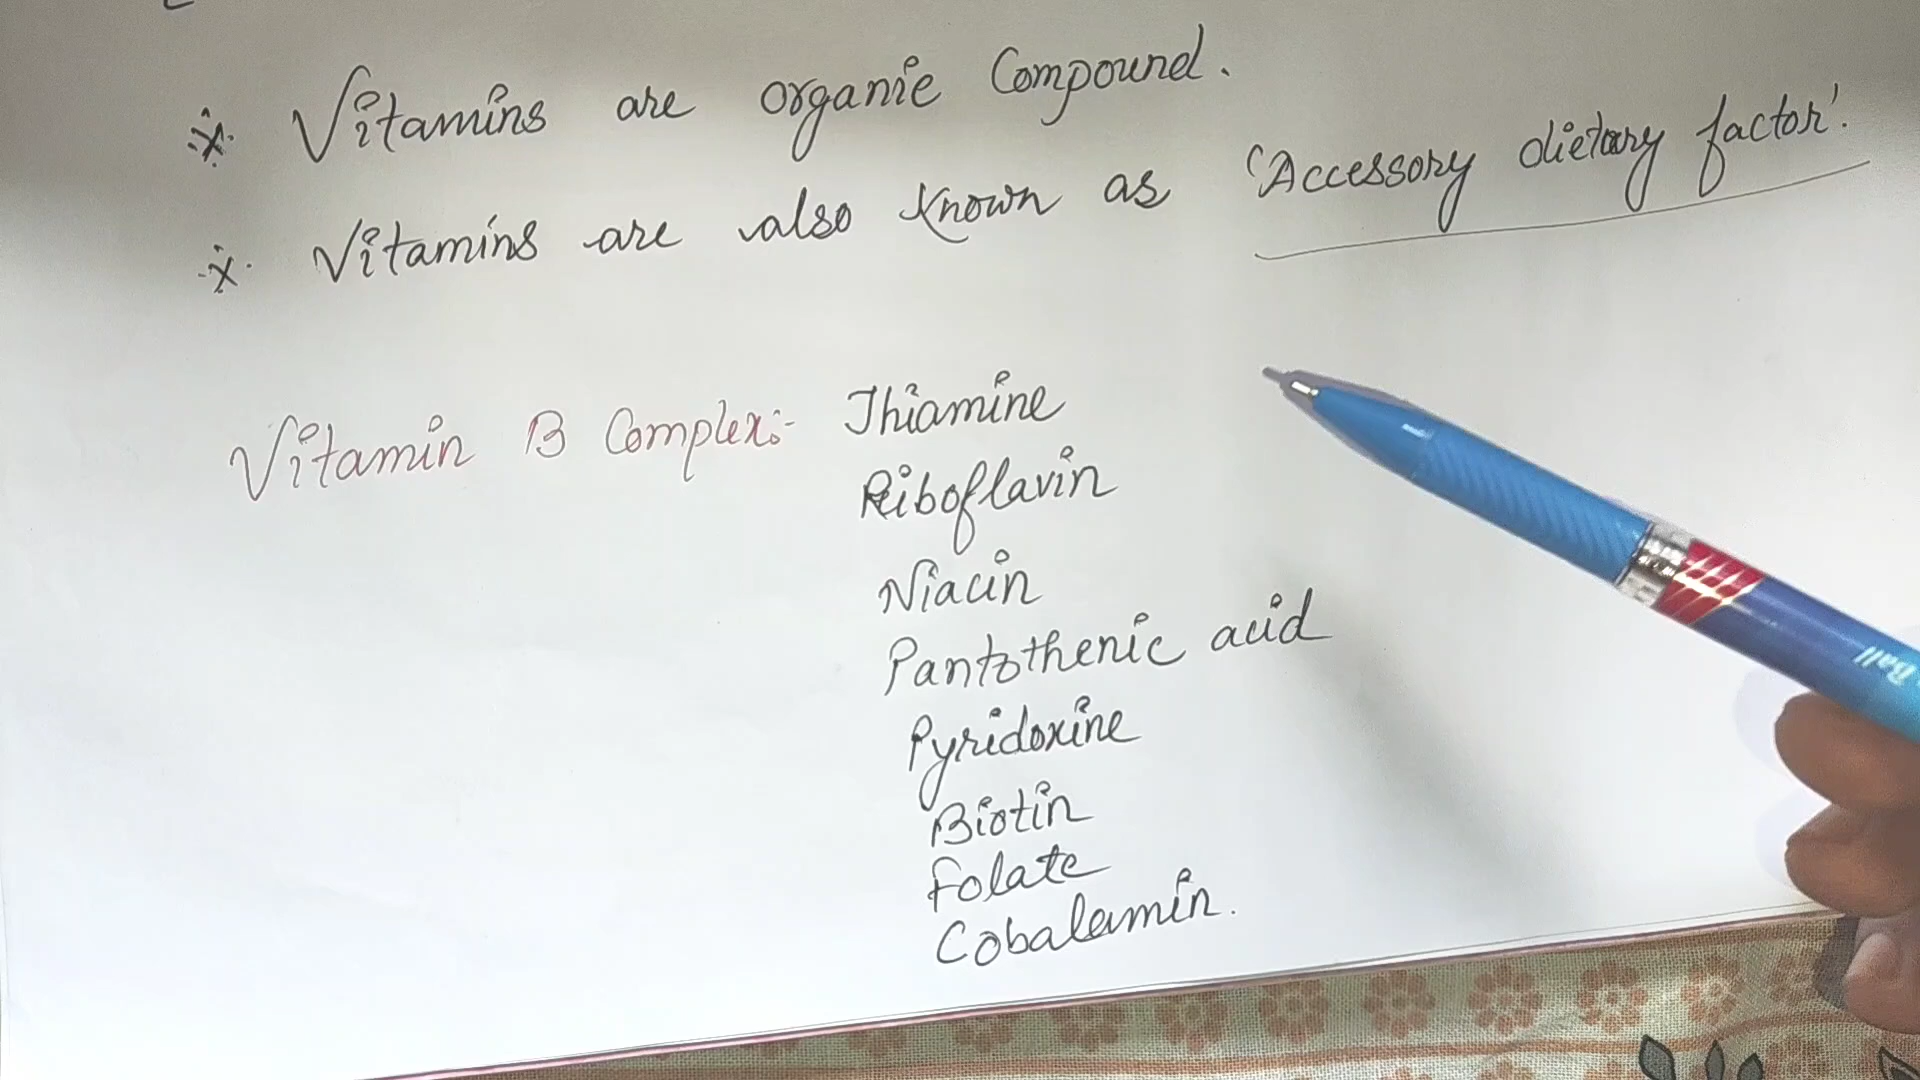 Vitamins are organic Compound.
Vitamins are also known as 'Accessory dietary factor'.
Vitamin B Complex:- Thiamine
Riboflavin
Niacin
Pantothenic acid
Pyridoxine
Biotin
Folate
Cobalamin.
Ball